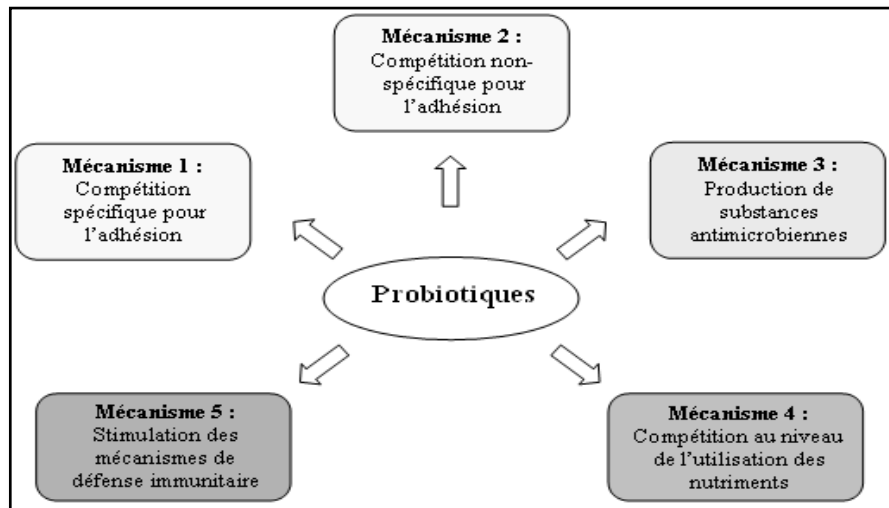 Mécanisme 2 :
Compétition non-
spécifique pour
l'adhésion
Mécanisme 1 :
Compétition
spécifique pour
l'adhésion
Mécanisme 3 :
Production de
substances
antimicrobiennes
Probiotiques
Mécanisme 5 :
Stimulation des
mécanismes de
défense immunitaire
Mécanisme 4 :
Compétition au niveau
de l'utilisation des
nutriments